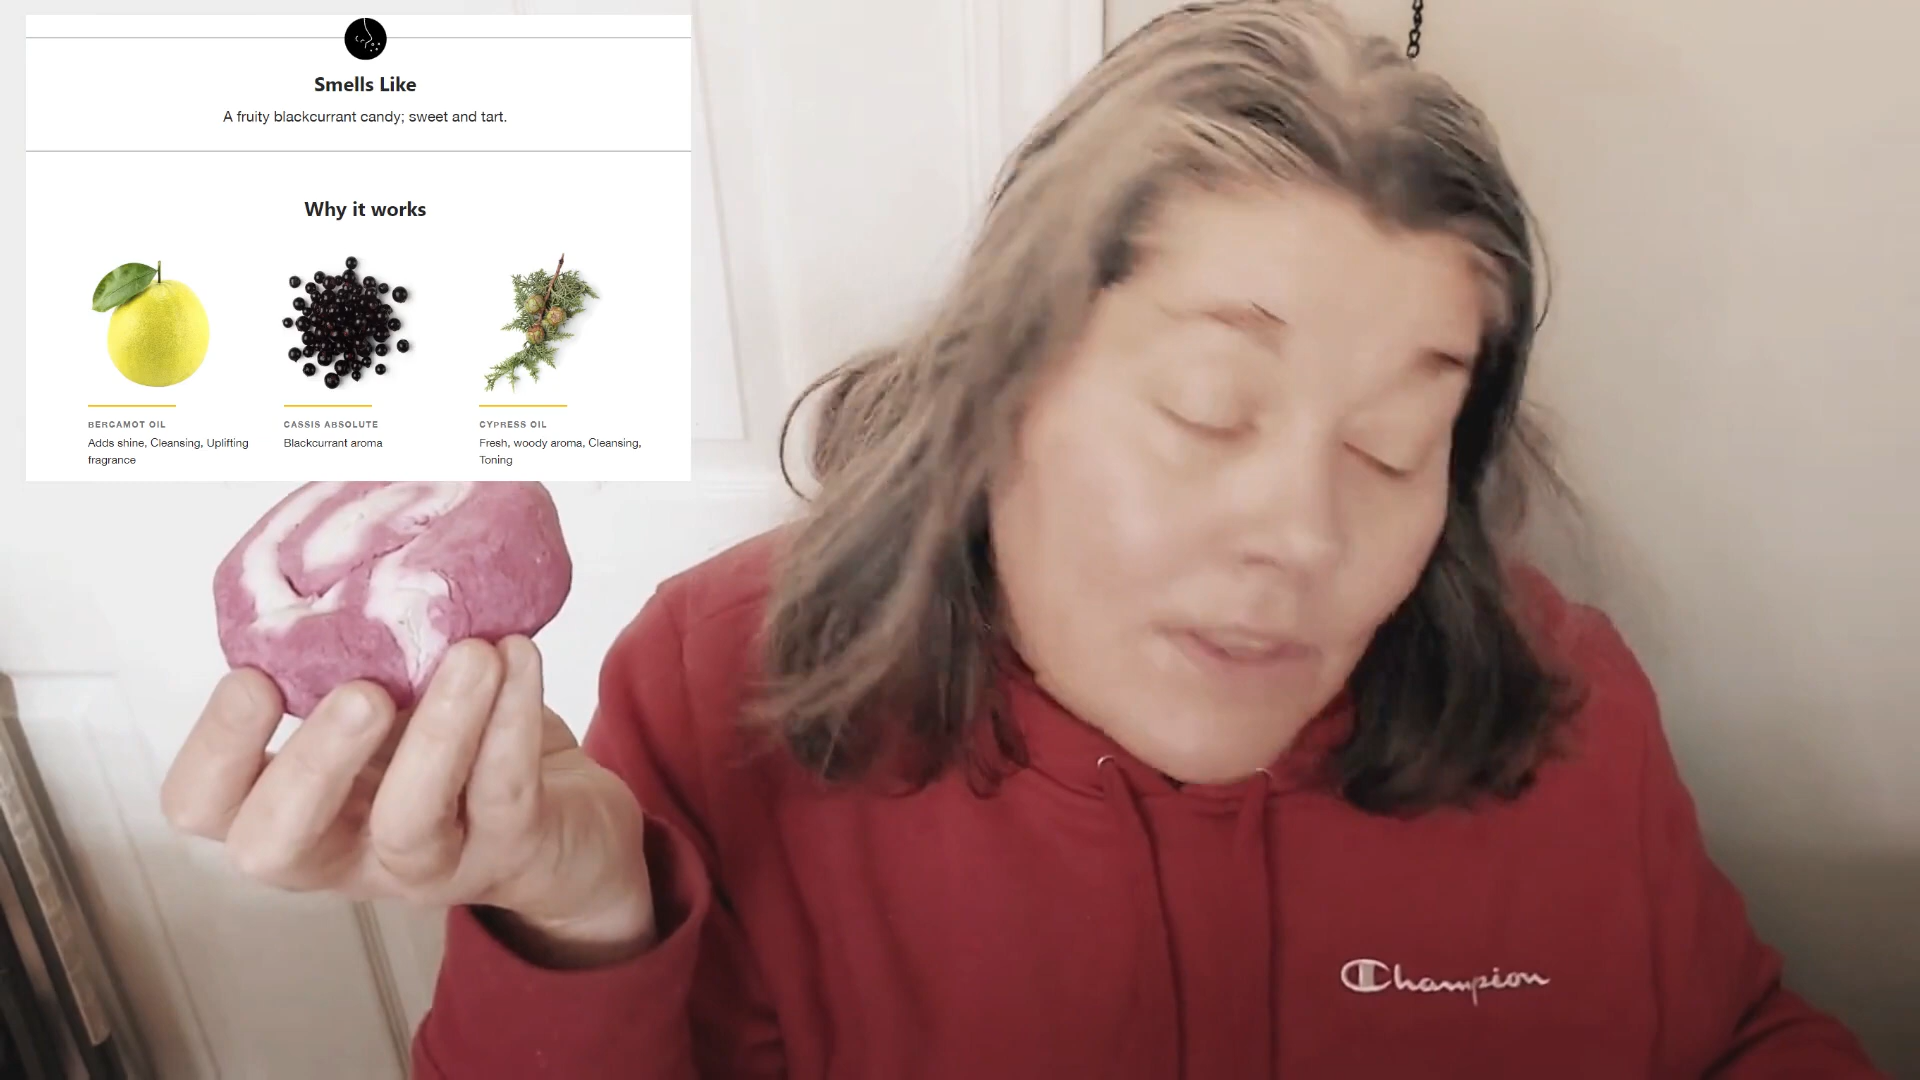 Smells Like
A fruity blackcurrant candy; sweet and tart.
Why it works
BERGAMOT OIL
Adds shine, Cleansing, Uplifting
fragrance
CASSIS ABSOLUTE
Blackcurrant aroma
CYPRESS OIL
Fresh, woody aroma, Cleansing,
Toning
Champion